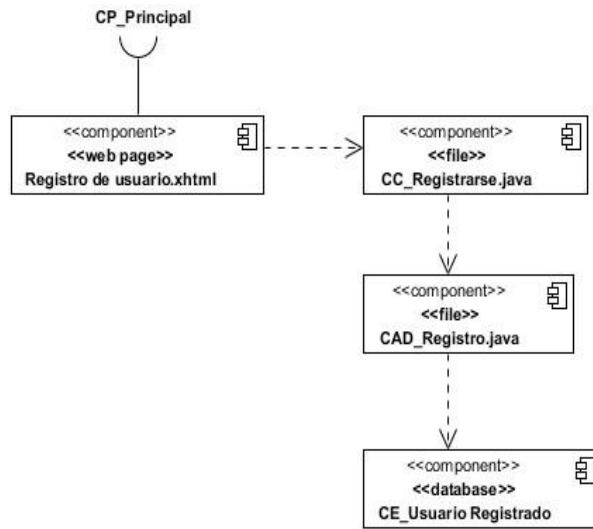 CP_Principal
<<component>>
<<web page>>
Registro de usuario.xhtml
<<component>>
<<file>>
CC_Registrarse.java
<<component>>
<<file>>
CAD_Registro.java
<<component>>
<<database>>
CE_Usuario Registrado